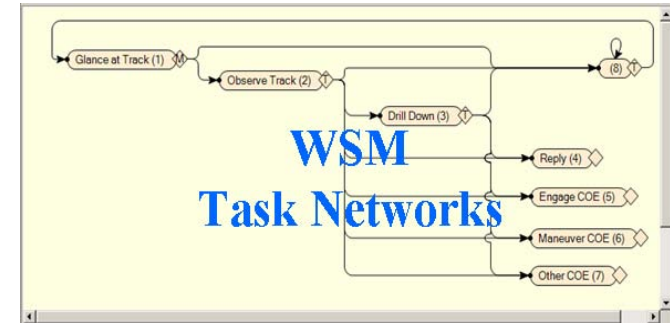 Glance at Track (1) M
(8) T
Observe Track (2) T
Drill Down (3) T
WSM
Reply (4)
Task Networks
Engage COE (5)
Maneuver COE (6)
Other COE (7)